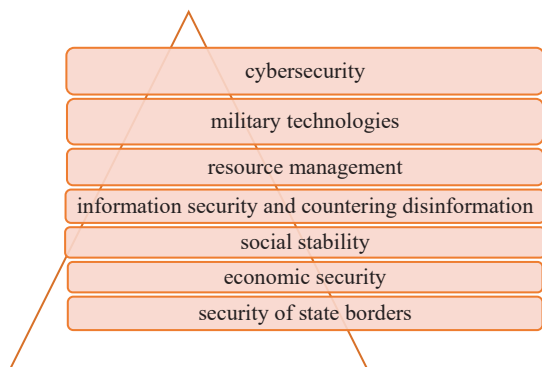 cybersecurity
military technologies
resource management
information security and countering disinformation
social stability
economic security
security of state borders